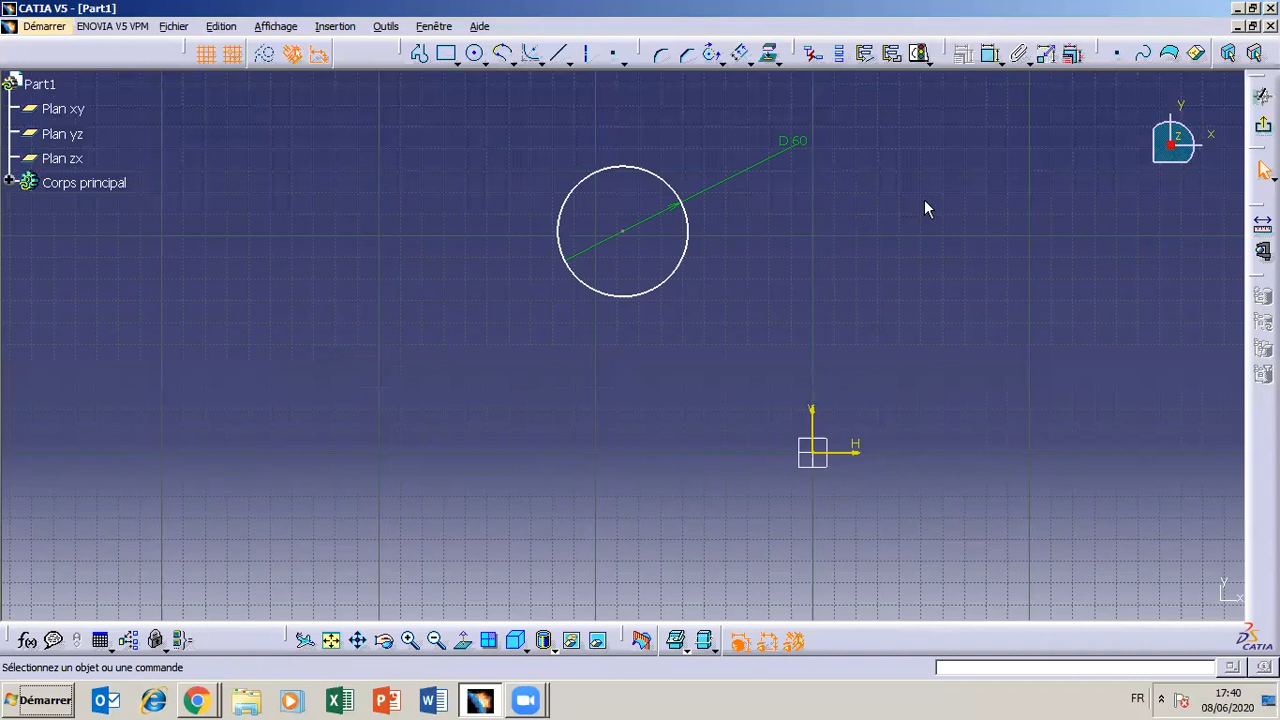 CATIA V5 - [Part1]
Démarrer ENOVIA V5 VPM Fichier Edition Affichage Insertion Outils Fenêtre Aide
Part1
Plan xy
Plan yz
Plan zx
Corps principal
D 60
y
x
z
V
H
y
x
f(x)
CATIA
Sélectionnez un objet ou une commande
Démarrer
FR
17:40
08/06/2020